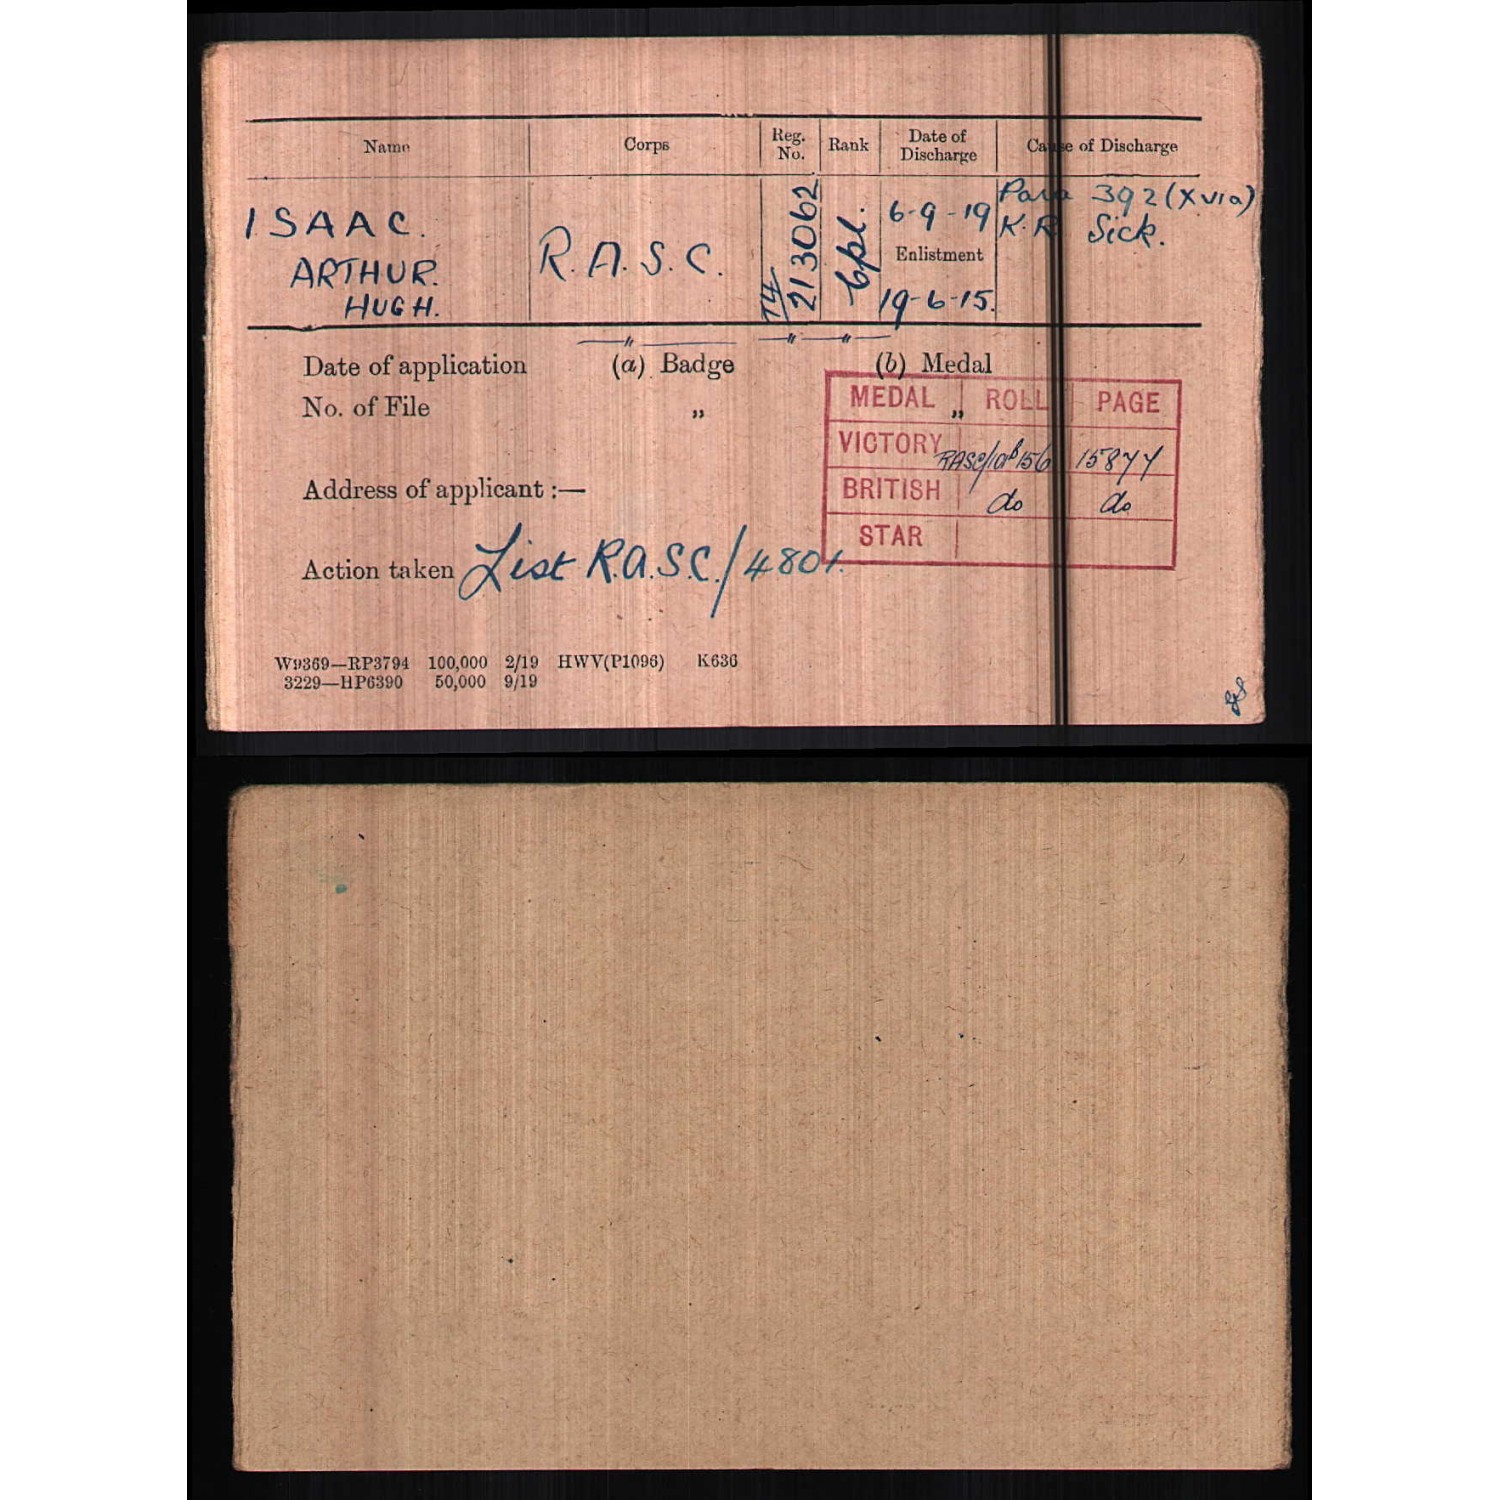 Name Corps Reg. No. Rank Date of Discharge Cause of Discharge
ISAAC.
ARTHUR.
HUGH.
R.A.S.C.
T4/
213062
Cpl.
6-9-19
Enlistment
19-6-15.
Para 392 (XVIa)
K.R Sick.
Date of application (a) Badge (b) Medal
No. of File " "
MEDAL ROLL PAGE
VICTORY RASC/101B156 15877
BRITISH do do
STAR
Address of applicant :—
Action taken List R.A.S.C./4801.
W9369—RP3794 100,000 2/19 HWV(P1096) K636
3229—HP6390 50,000 9/19